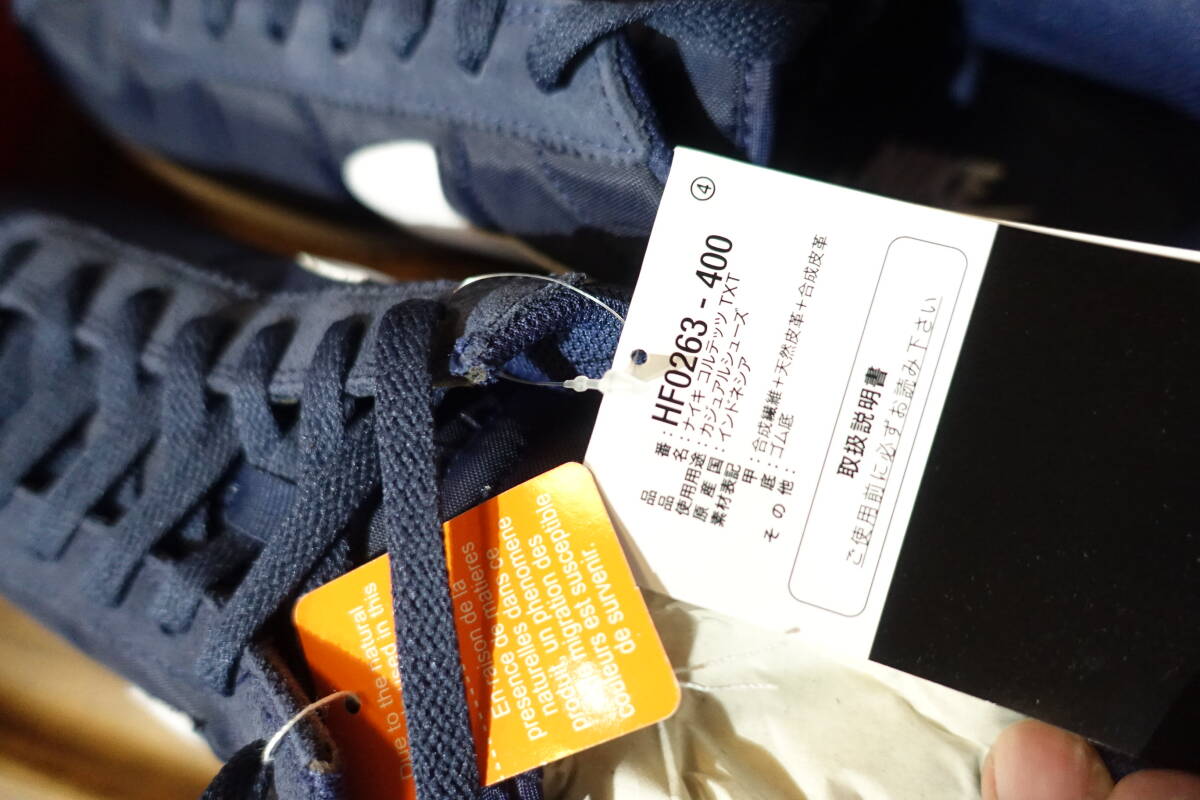 ④
品 番：HF0263 - 400
品 名：ナイキ コルテッツ TXT
使用用途：カジュアルシューズ
原 産 国：インドネシア
素材表記
甲：合成繊維＋天然皮革＋合成皮革
底：ゴム底
その他：
取扱説明書
ご使用前に必ずお読み下さい
Due to the natural
in this
En raison de la
presence de matieres
naturelles dans ce
produit, un phenomene
de migration des
couleurs est susceptible
de survenir.